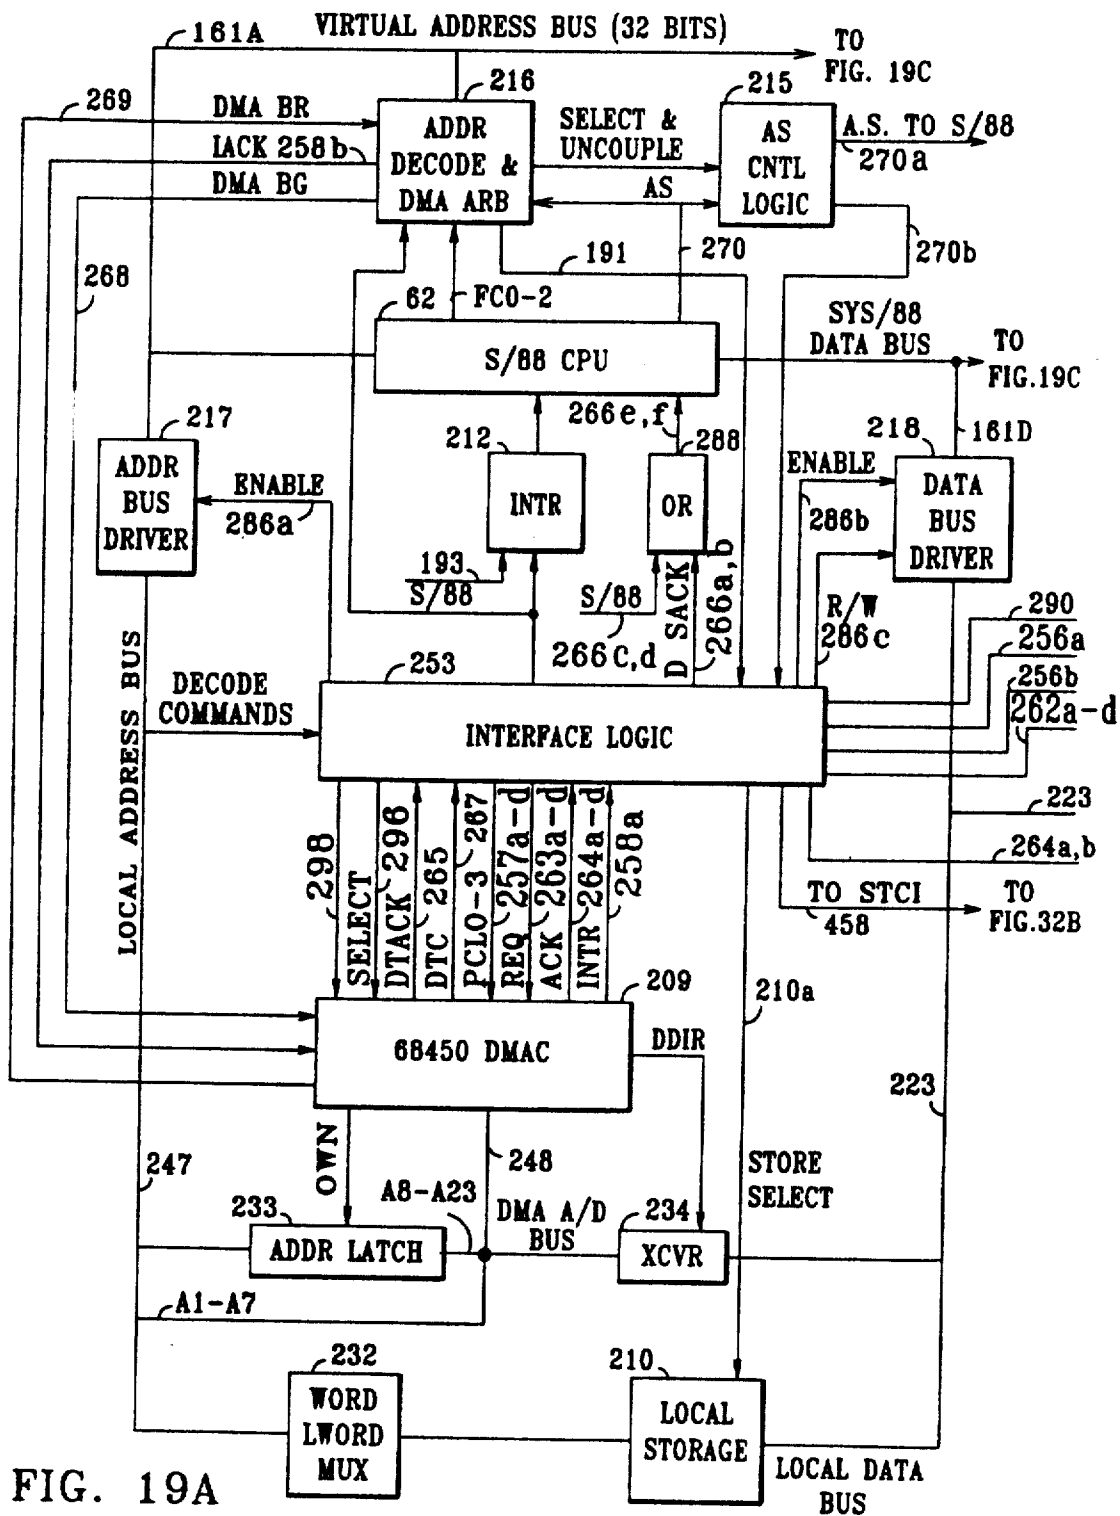 161A
VIRTUAL ADDRESS BUS (32 BITS)
TO
FIG. 19C
269
DMA BR
IACK 258b
DMA BG
216
ADDR
DECODE &
DMA ARB
SELECT &
UNCOUPLE
AS
215
AS
CNTL
LOGIC
A.S. TO S/88
270a
268
62
FC0-2
191
270
270b
S/88 CPU
SYS/88
DATA BUS
TO
FIG.19C
217
ADDR
BUS
DRIVER
ENABLE
286a
212
INTR
266e,f
288
OR
218
161D
ENABLE
286b
DATA
BUS
DRIVER
193
S/88
S/88
266c,d
D SACK
266a,b
R/W
286c
290
256a
256b
262a-d
253
DECODE
COMMANDS
INTERFACE LOGIC
LOCAL ADDRESS BUS
298
SELECT
DTACK 296
DTC 265
PCLO-3 267
REQ 257a-d
ACK 263a-d
INTR 264a-d
258a
223
264a,b
TO STCI
458
TO
FIG.32B
209
210a
68450 DMAC
DDIR
223
OWN
248
247
A8-A23
STORE
SELECT
233
ADDR LATCH
DMA A/D
BUS
234
XCVR
A1-A7
232
WORD
LWORD
MUX
210
LOCAL
STORAGE
LOCAL DATA
BUS
FIG. 19A